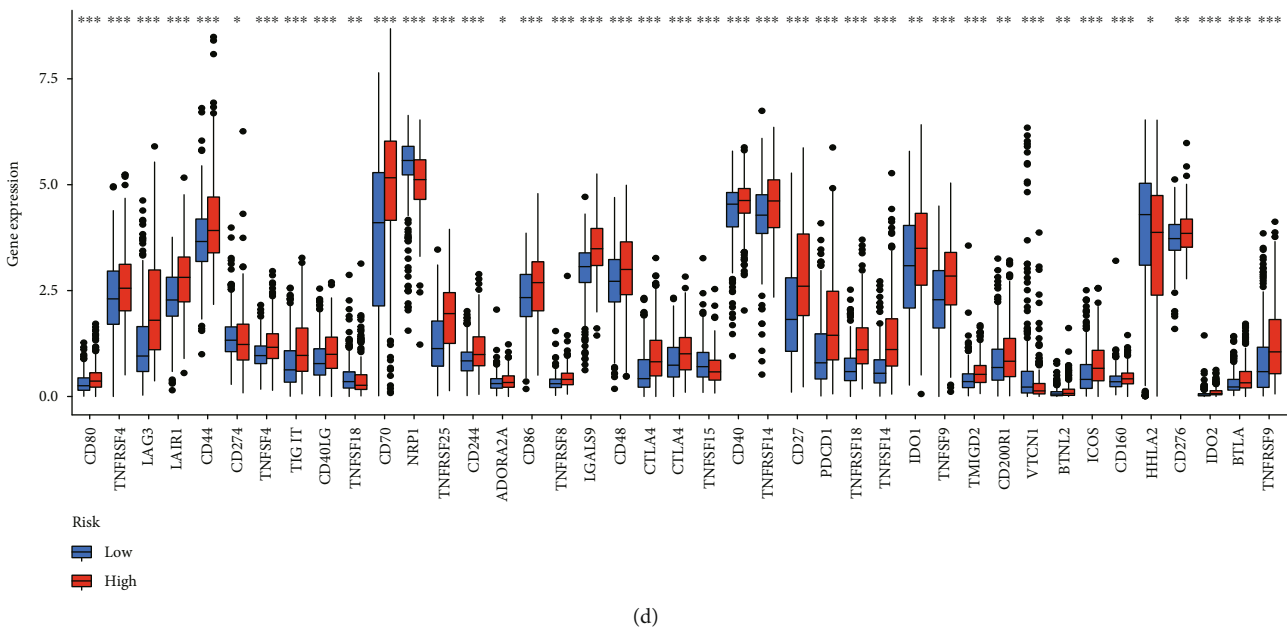 *** *** *** *** *** * *** *** *** ** *** *** *** *** * *** *** *** *** *** *** *** *** *** *** *** *** *** ** *** *** ** *** ** *** *** * ** *** *** ***
Gene expression
7.5
5.0
2.5
0.0
CD80
TNFRSF4
LAG3
LAIR1
CD44
CD274
TNFSF4
TIG IT
CD40LG
TNFSF18
CD70
NRP1
TNFRSF25
CD244
ADORA2A
CD86
TNFRSF8
LGALS9
CD48
CTLA4
CTLA4
TNFSF15
CD40
TNFRSF14
CD27
PDCD1
TNFRSF18
TNFSF14
IDO1
TNFSF9
TMIGD2
CD200R1
VTCN1
BTNL2
ICOS
CD160
HHLA2
CD276
IDO2
BTLA
TNFRSF9
Risk
Low
High
(d)